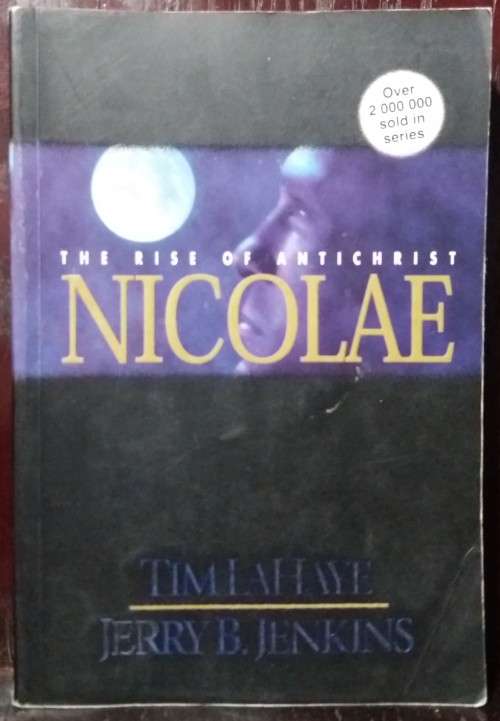 Over
2 000 000
sold in
series
THE RISE OF ANTICHRIST
NICOLAE
TIM LAHAYE
JERRY B. JENKINS